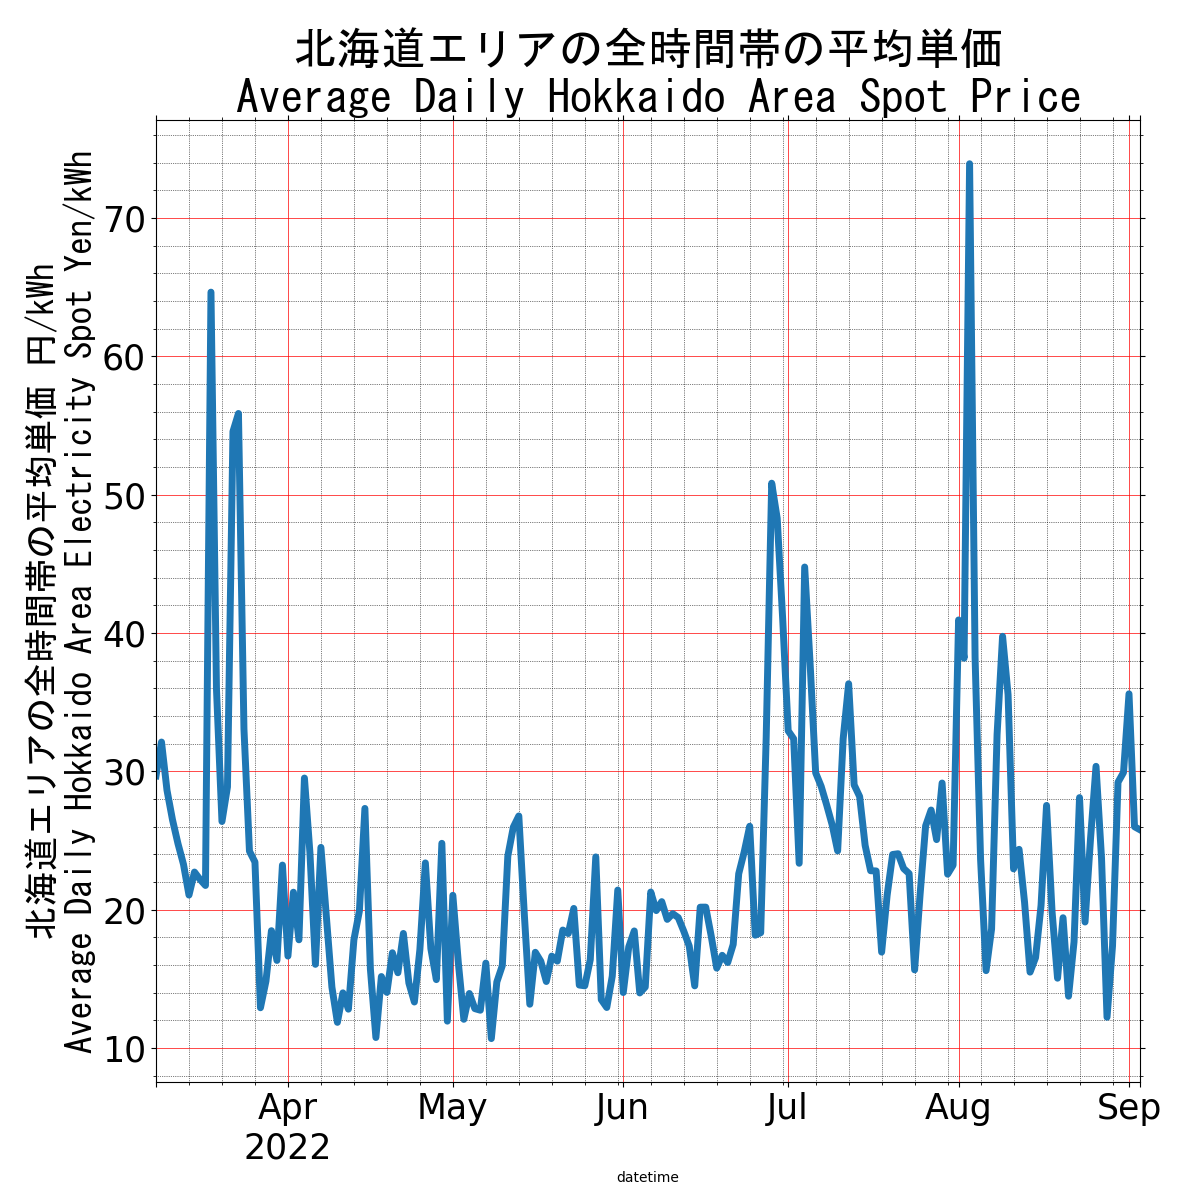 北海道エリアの全時間帯の平均単価
Average Daily Hokkaido Area Spot Price
北海道エリアの全時間帯の平均単価 円/kWh
Average Daily Hokkaido Area Electricity Spot Yen/kWh
70
60
50
40
30
20
10
Apr May Jun Jul Aug Sep
2022
datetime